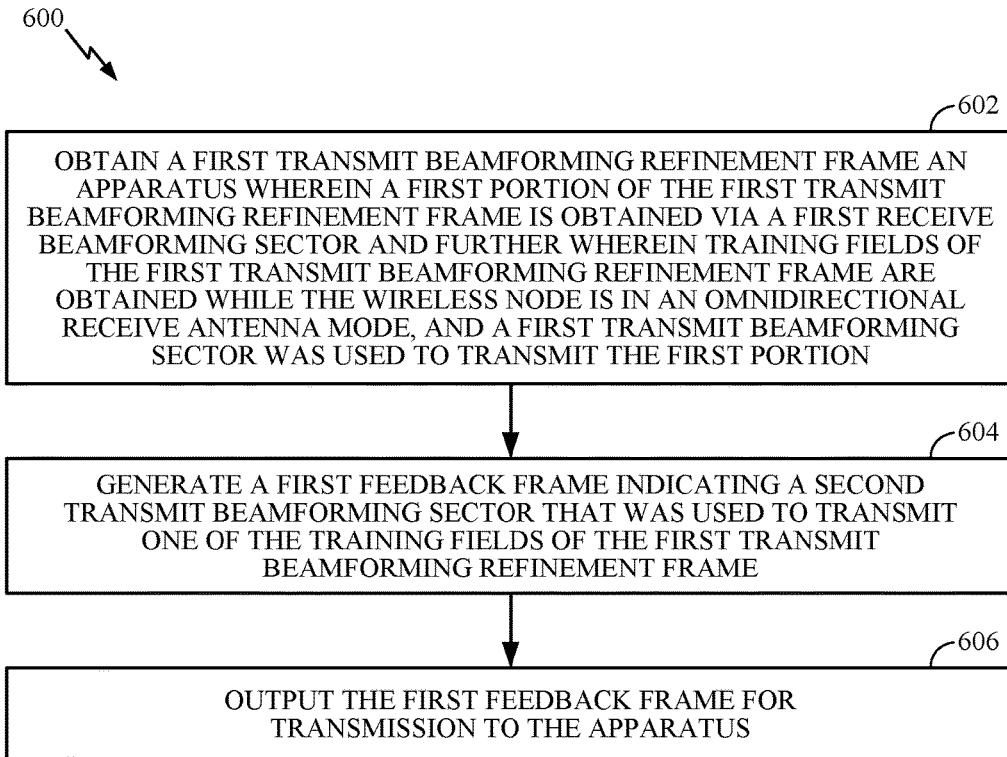 600
602
OBTAIN A FIRST TRANSMIT BEAMFORMING REFINEMENT FRAME AN
APPARATUS WHEREIN A FIRST PORTION OF THE FIRST TRANSMIT
BEAMFORMING REFINEMENT FRAME IS OBTAINED VIA A FIRST RECEIVE
BEAMFORMING SECTOR AND FURTHER WHEREIN TRAINING FIELDS OF
THE FIRST TRANSMIT BEAMFORMING REFINEMENT FRAME ARE
OBTAINED WHILE THE WIRELESS NODE IS IN AN OMNIDIRECTIONAL
RECEIVE ANTENNA MODE, AND A FIRST TRANSMIT BEAMFORMING
SECTOR WAS USED TO TRANSMIT THE FIRST PORTION
604
GENERATE A FIRST FEEDBACK FRAME INDICATING A SECOND
TRANSMIT BEAMFORMING SECTOR THAT WAS USED TO TRANSMIT
ONE OF THE TRAINING FIELDS OF THE FIRST TRANSMIT
BEAMFORMING REFINEMENT FRAME
606
OUTPUT THE FIRST FEEDBACK FRAME FOR
TRANSMISSION TO THE APPARATUS